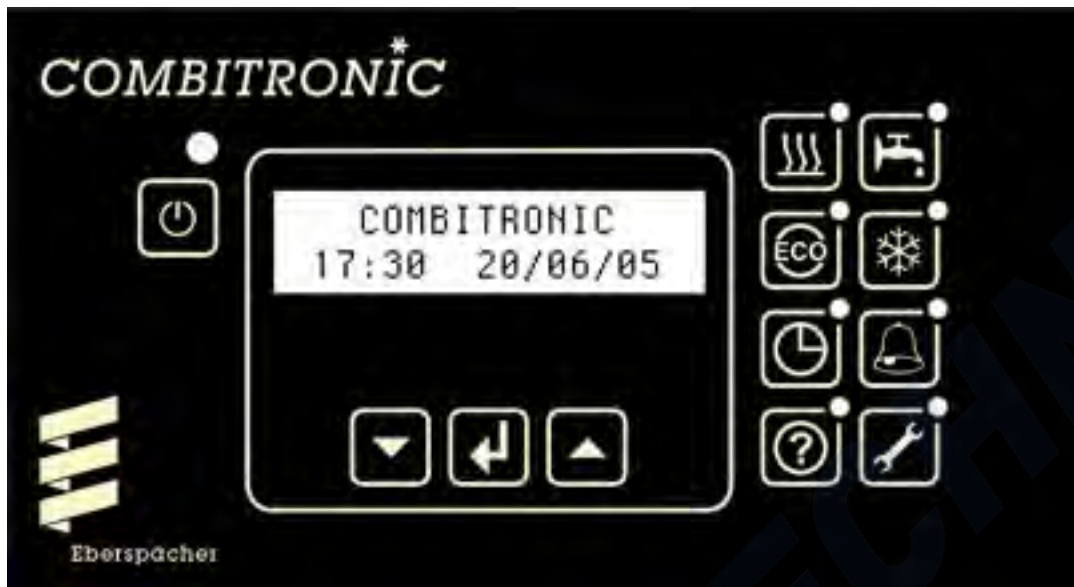 COMBITRONIC
COMBITRONIC
17:30 20/06/05
ECO
?
Eberspächer